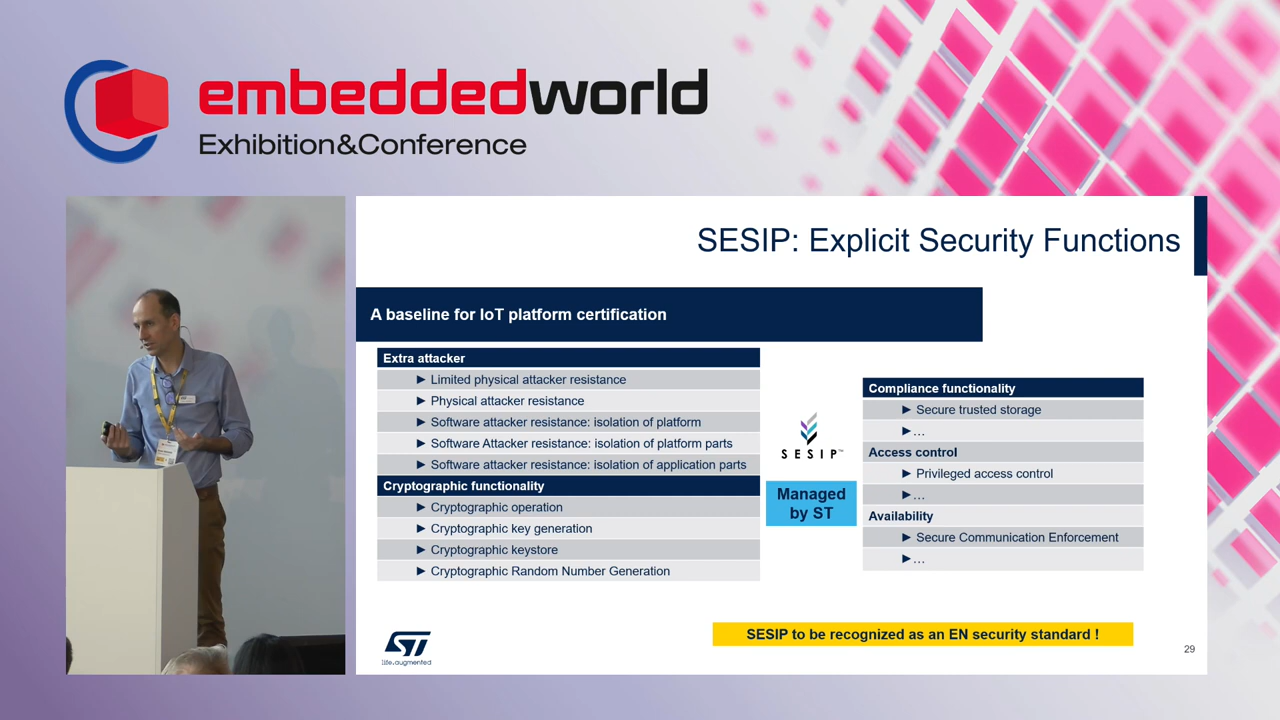 embeddedworld
Exhibition&Conference
SESIP: Explicit Security Functions
A baseline for IoT platform certification
Extra attacker
► Limited physical attacker resistance
► Physical attacker resistance
► Software attacker resistance: isolation of platform
► Software Attacker resistance: isolation of platform parts
► Software attacker resistance: isolation of application parts
Cryptographic functionality
► Cryptographic operation
► Cryptographic key generation
► Cryptographic keystore
► Cryptographic Random Number Generation
SESIP™
Managed
by ST
Compliance functionality
► Secure trusted storage
► …
Access control
► Privileged access control
► …
Availability
► Secure Communication Enforcement
► …
ST
life.augmented
SESIP to be recognized as an EN security standard !
29